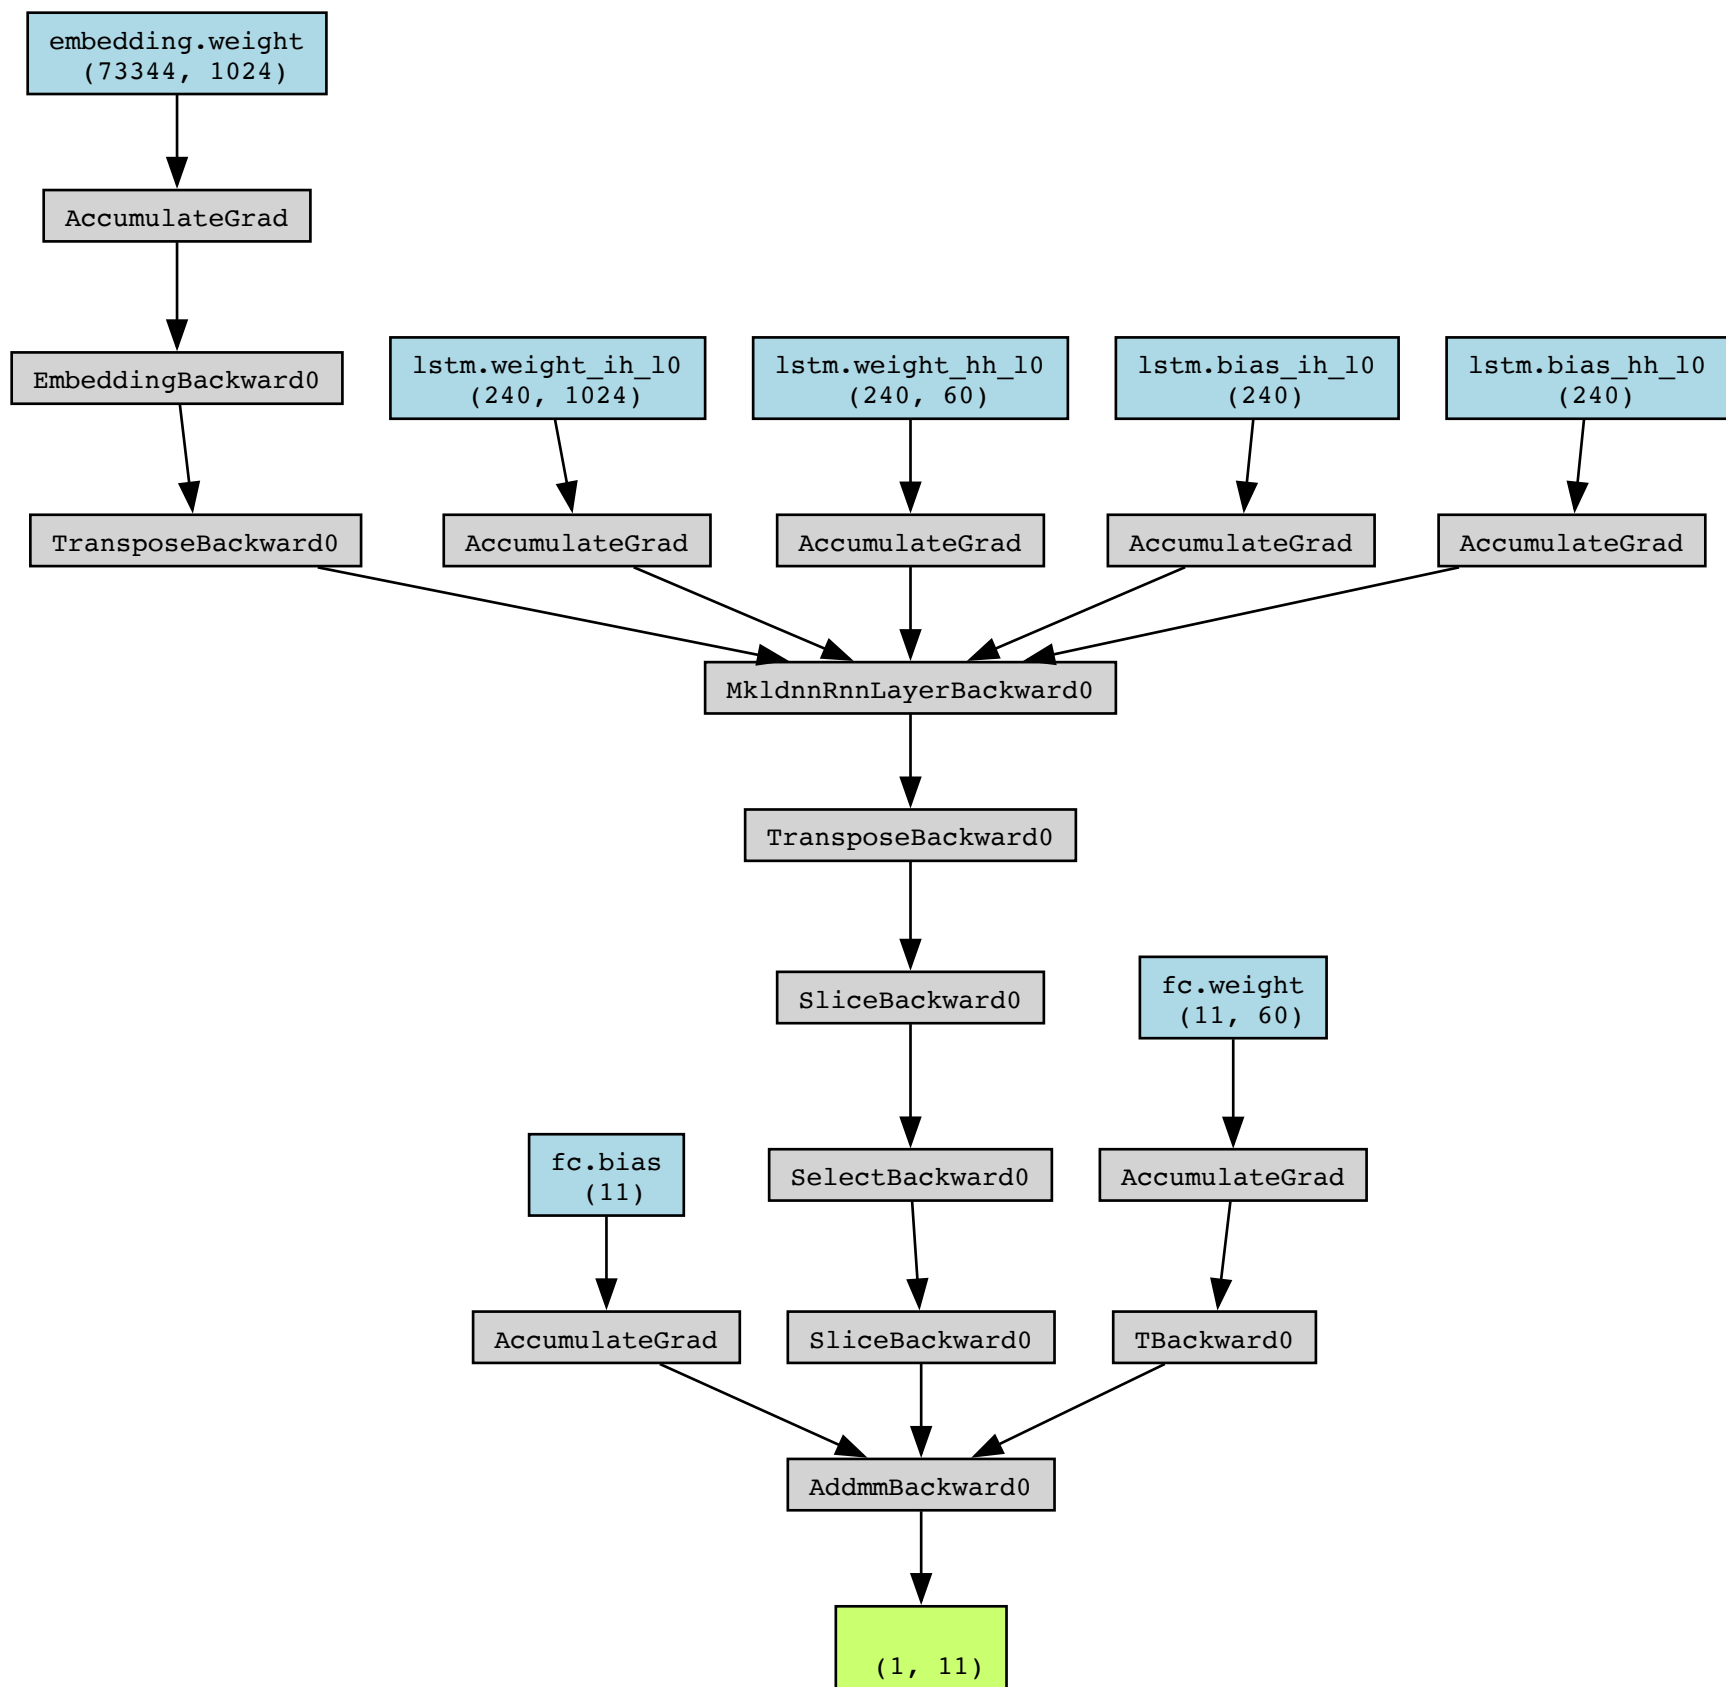 embedding.weight
(73344, 1024)
AccumulateGrad
EmbeddingBackward0
lstm.weight_ih_l0
(240, 1024)
lstm.weight_hh_l0
(240, 60)
lstm.bias_ih_l0
(240)
lstm.bias_hh_l0
(240)
TransposeBackward0
AccumulateGrad
AccumulateGrad
AccumulateGrad
AccumulateGrad
MkldnnRnnLayerBackward0
TransposeBackward0
SliceBackward0
fc.weight
(11, 60)
fc.bias
(11)
SelectBackward0
AccumulateGrad
AccumulateGrad
SliceBackward0
TBackward0
AddmmBackward0
(1, 11)